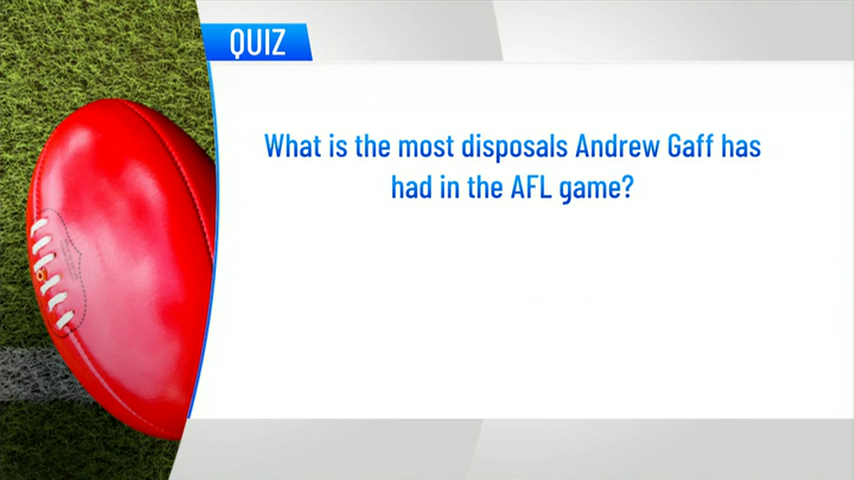 QUIZ
What is the most disposals Andrew Gaff has
had in the AFL game?